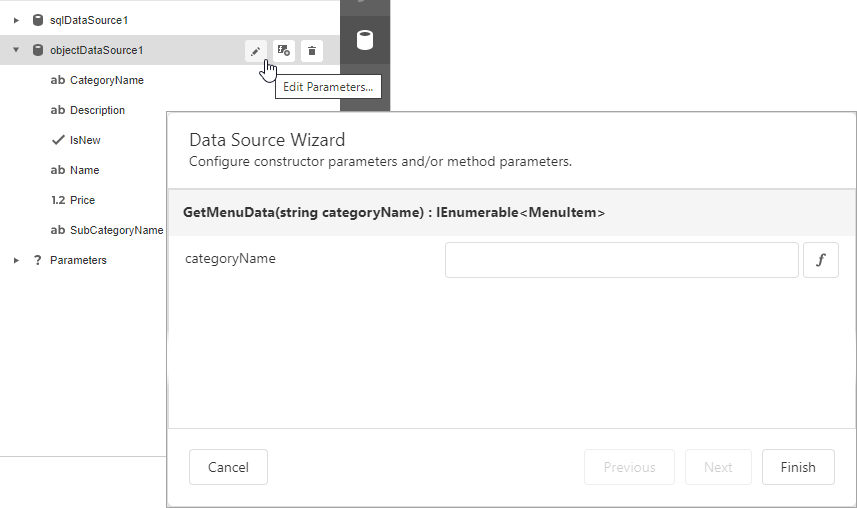 sqlDataSource1
objectDataSource1
Edit Parameters...
ab CategoryName
ab Description
IsNew
ab Name
1.2 Price
ab SubCategoryName
? Parameters
Data Source Wizard
Configure constructor parameters and/or method parameters.
GetMenuData(string categoryName) : IEnumerable<MenuItem>
categoryName
f
Cancel
Previous
Next
Finish